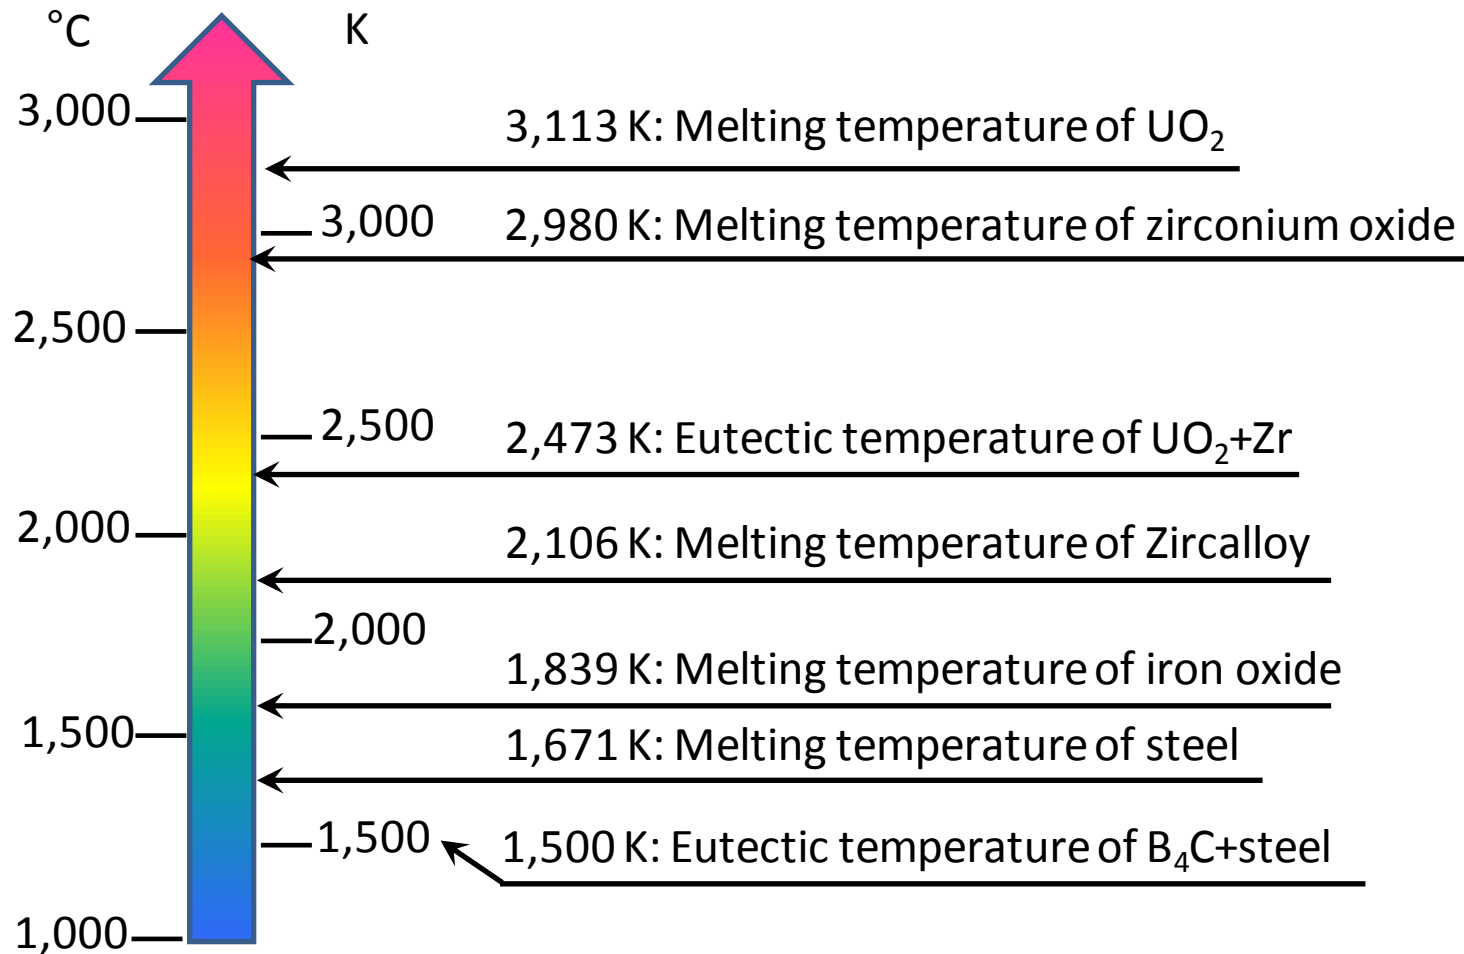 °C K
3,000
3,113 K: Melting temperature of UO₂
3,000 2,980 K: Melting temperature of zirconium oxide
2,500
2,500 2,473 K: Eutectic temperature of UO₂+Zr
2,000 2,106 K: Melting temperature of Zircalloy
2,000
1,839 K: Melting temperature of iron oxide
1,500 1,671 K: Melting temperature of steel
1,500 1,500 K: Eutectic temperature of B₄C+steel
1,000